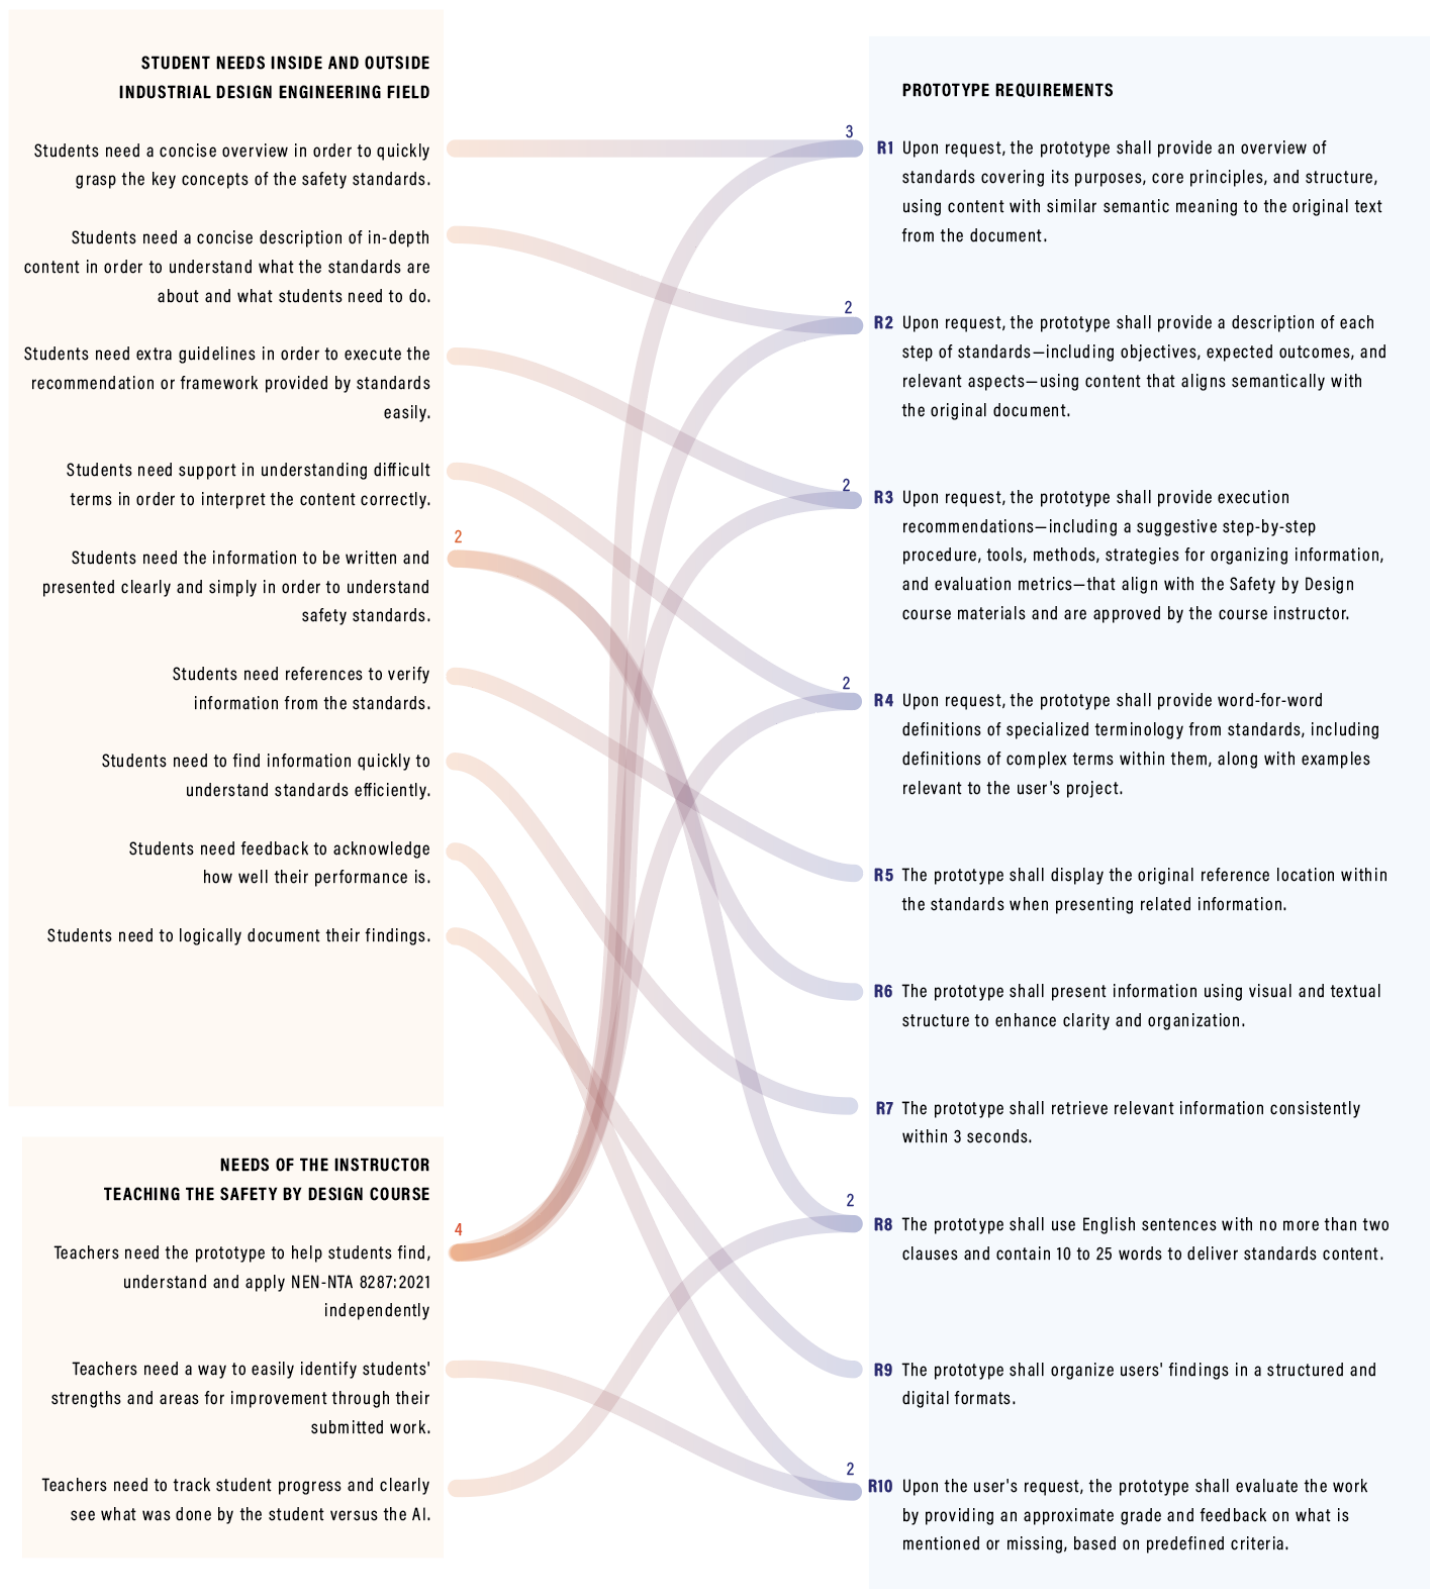 STUDENT NEEDS INSIDE AND OUTSIDE
INDUSTRIAL DESIGN ENGINEERING FIELD
Students need a concise overview in order to quickly
grasp the key concepts of the safety standards.
Students need a concise description of in-depth
content in order to understand what the standards are
about and what students need to do.
Students need extra guidelines in order to execute the
recommendation or framework provided by standards
easily.
Students need support in understanding difficult
terms in order to interpret the content correctly.
2
Students need the information to be written and
presented clearly and simply in order to understand
safety standards.
Students need references to verify
information from the standards.
Students need to find information quickly to
understand standards efficiently.
Students need feedback to acknowledge
how well their performance is.
Students need to logically document their findings.
NEEDS OF THE INSTRUCTOR
TEACHING THE SAFETY BY DESIGN COURSE
4
Teachers need the prototype to help students find,
understand and apply NEN-NTA 8287:2021
independently
Teachers need a way to easily identify students'
strengths and areas for improvement through their
submitted work.
Teachers need to track student progress and clearly
see what was done by the student versus the AI.
PROTOTYPE REQUIREMENTS
3
R1 Upon request, the prototype shall provide an overview of
standards covering its purposes, core principles, and structure,
using content with similar semantic meaning to the original text
from the document.
2
R2 Upon request, the prototype shall provide a description of each
step of standards—including objectives, expected outcomes, and
relevant aspects—using content that aligns semantically with
the original document.
2
R3 Upon request, the prototype shall provide execution
recommendations—including a suggestive step-by-step
procedure, tools, methods, strategies for organizing information,
and evaluation metrics—that align with the Safety by Design
course materials and are approved by the course instructor.
2
R4 Upon request, the prototype shall provide word-for-word
definitions of specialized terminology from standards, including
definitions of complex terms within them, along with examples
relevant to the user's project.
R5 The prototype shall display the original reference location within
the standards when presenting related information.
R6 The prototype shall present information using visual and textual
structure to enhance clarity and organization.
R7 The prototype shall retrieve relevant information consistently
within 3 seconds.
2
R8 The prototype shall use English sentences with no more than two
clauses and contain 10 to 25 words to deliver standards content.
R9 The prototype shall organize users' findings in a structured and
digital formats.
2
R10 Upon the user's request, the prototype shall evaluate the work
by providing an approximate grade and feedback on what is
mentioned or missing, based on predefined criteria.